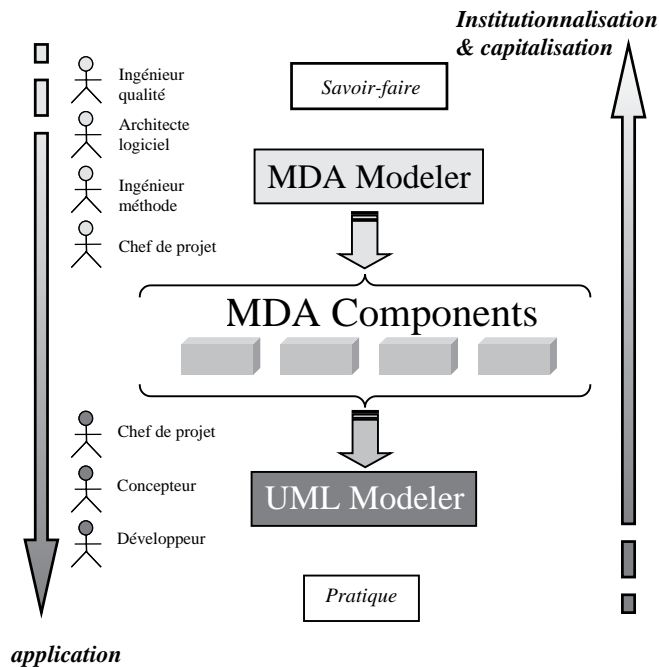 Institutionnalisation
& capitalisation
Ingénieur
qualité
Savoir-faire
Architecte
logiciel
MDA Modeler
Ingénieur
méthode
Chef de projet
MDA Components
Chef de projet
Concepteur
UML Modeler
Développeur
Pratique
application